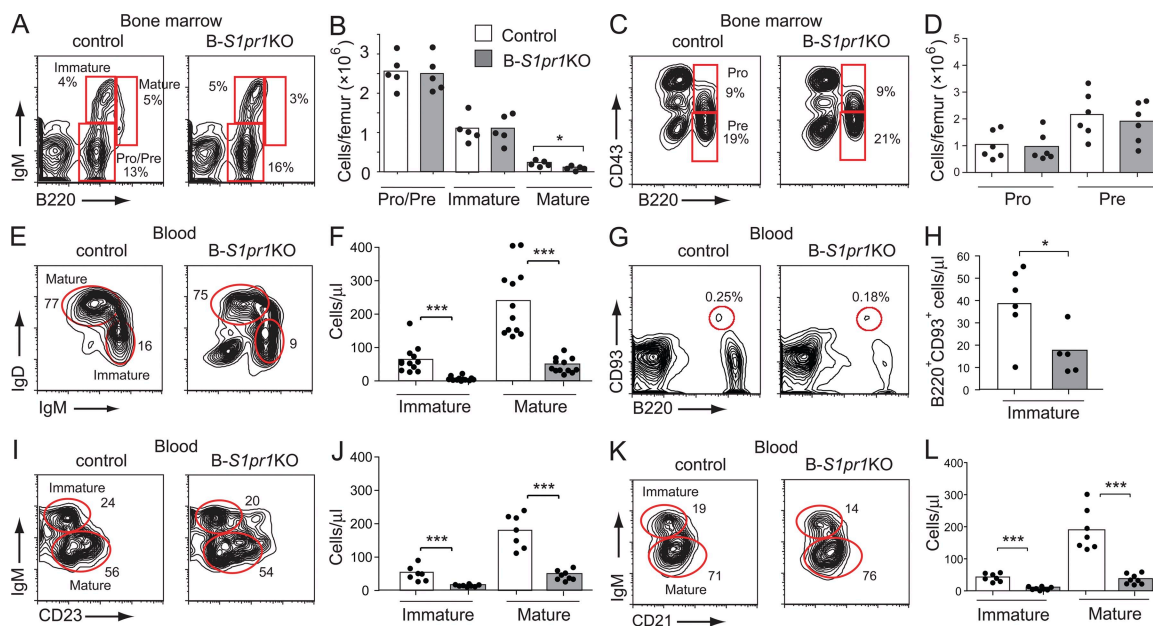 A
Bone marrow
control
B-S1pr1KO
Immature
4%
Mature
5%
Pro/Pre
13%
5%
3%
16%
IgM
B220
B
Cells/femur (×10⁶)
3
2
1
0
Control
B-S1pr1KO
*
Pro/Pre
Immature
Mature
C
Bone marrow
control
B-S1pr1KO
Pro
9%
Pre
19%
9%
21%
CD43
B220
D
Cells/femur (×10⁶)
5
4
3
2
1
0
Pro
Pre
E
Blood
control
B-S1pr1KO
Mature
77
16
Immature
75
9
IgD
IgM
F
Cells/µl
400
300
200
100
0
***
***
Immature
Mature
G
Blood
control
B-S1pr1KO
0.25%
0.18%
CD93
B220
H
B220⁺CD93⁺ cells/µl
60
50
40
30
20
10
0
*
Immature
I
Blood
control
B-S1pr1KO
Immature
24
56
Mature
20
54
IgM
CD23
J
Cells/µl
400
300
200
100
0
***
***
Immature
Mature
K
Blood
control
B-S1pr1KO
Immature
19
71
Mature
14
76
IgM
CD21
L
Cells/µl
400
300
200
100
0
***
***
Immature
Mature